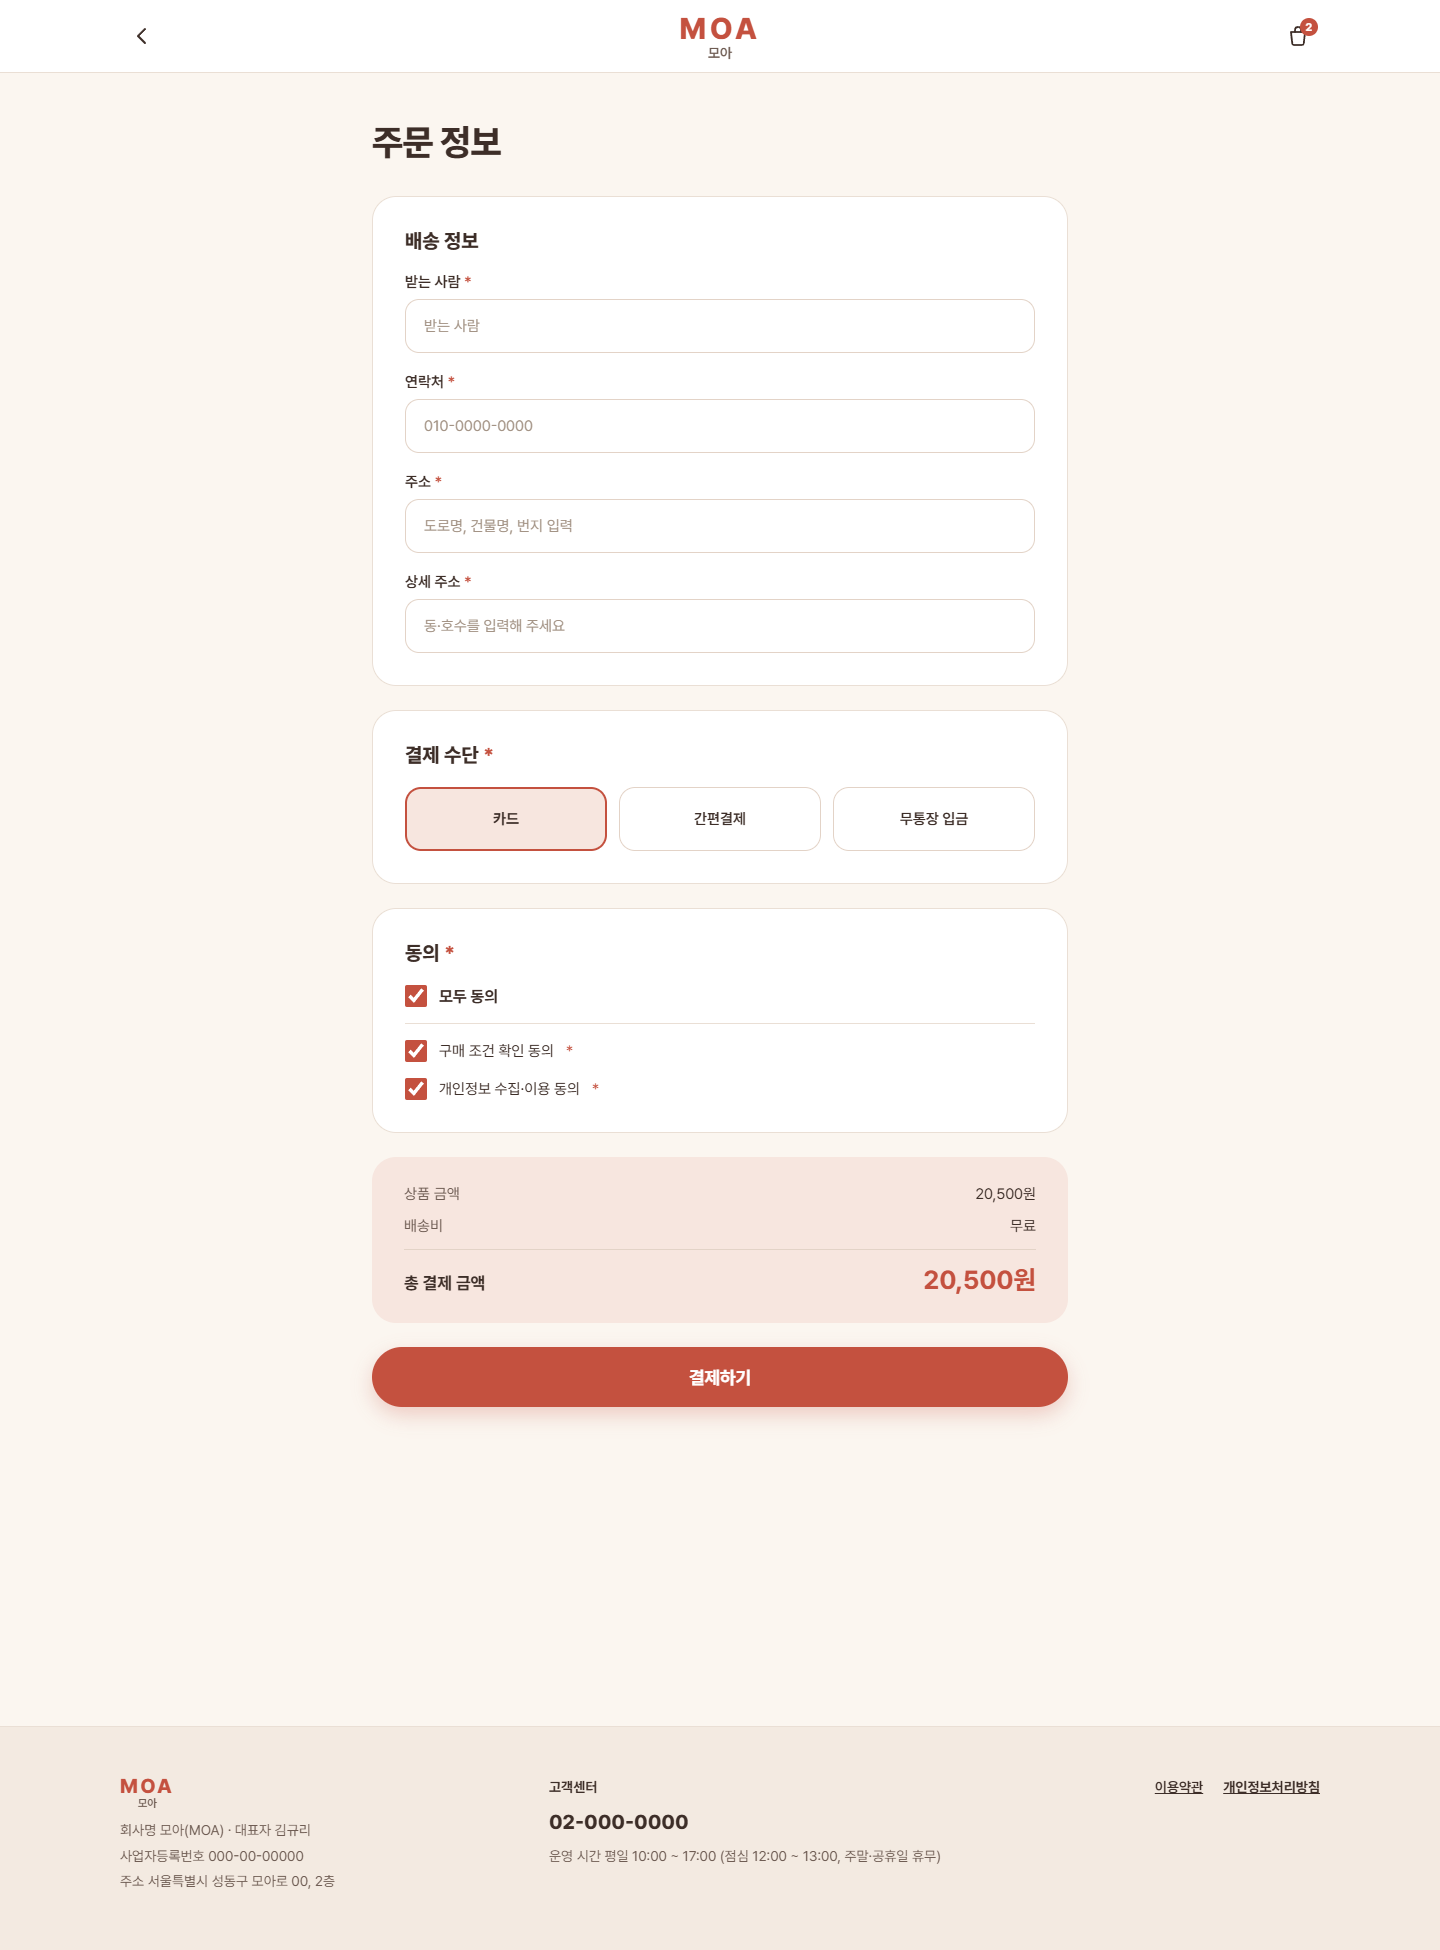 MOA
모아
2
주문 정보
배송 정보
받는 사람 *
받는 사람
연락처 *
010-0000-0000
주소 *
도로명, 건물명, 번지 입력
상세 주소 *
동·호수를 입력해 주세요
결제 수단 *
카드
간편결제
무통장 입금
동의 *
모두 동의
구매 조건 확인 동의 *
개인정보 수집·이용 동의 *
상품 금액 20,500원
배송비 무료
총 결제 금액 20,500원
결제하기
MOA
모아
회사명 모아(MOA) · 대표자 김규리
사업자등록번호 000-00-00000
주소 서울특별시 성동구 모아로 00, 2층
고객센터
02-000-0000
운영 시간 평일 10:00 ~ 17:00 (점심 12:00 ~ 13:00, 주말·공휴일 휴무)
이용약관 개인정보처리방침